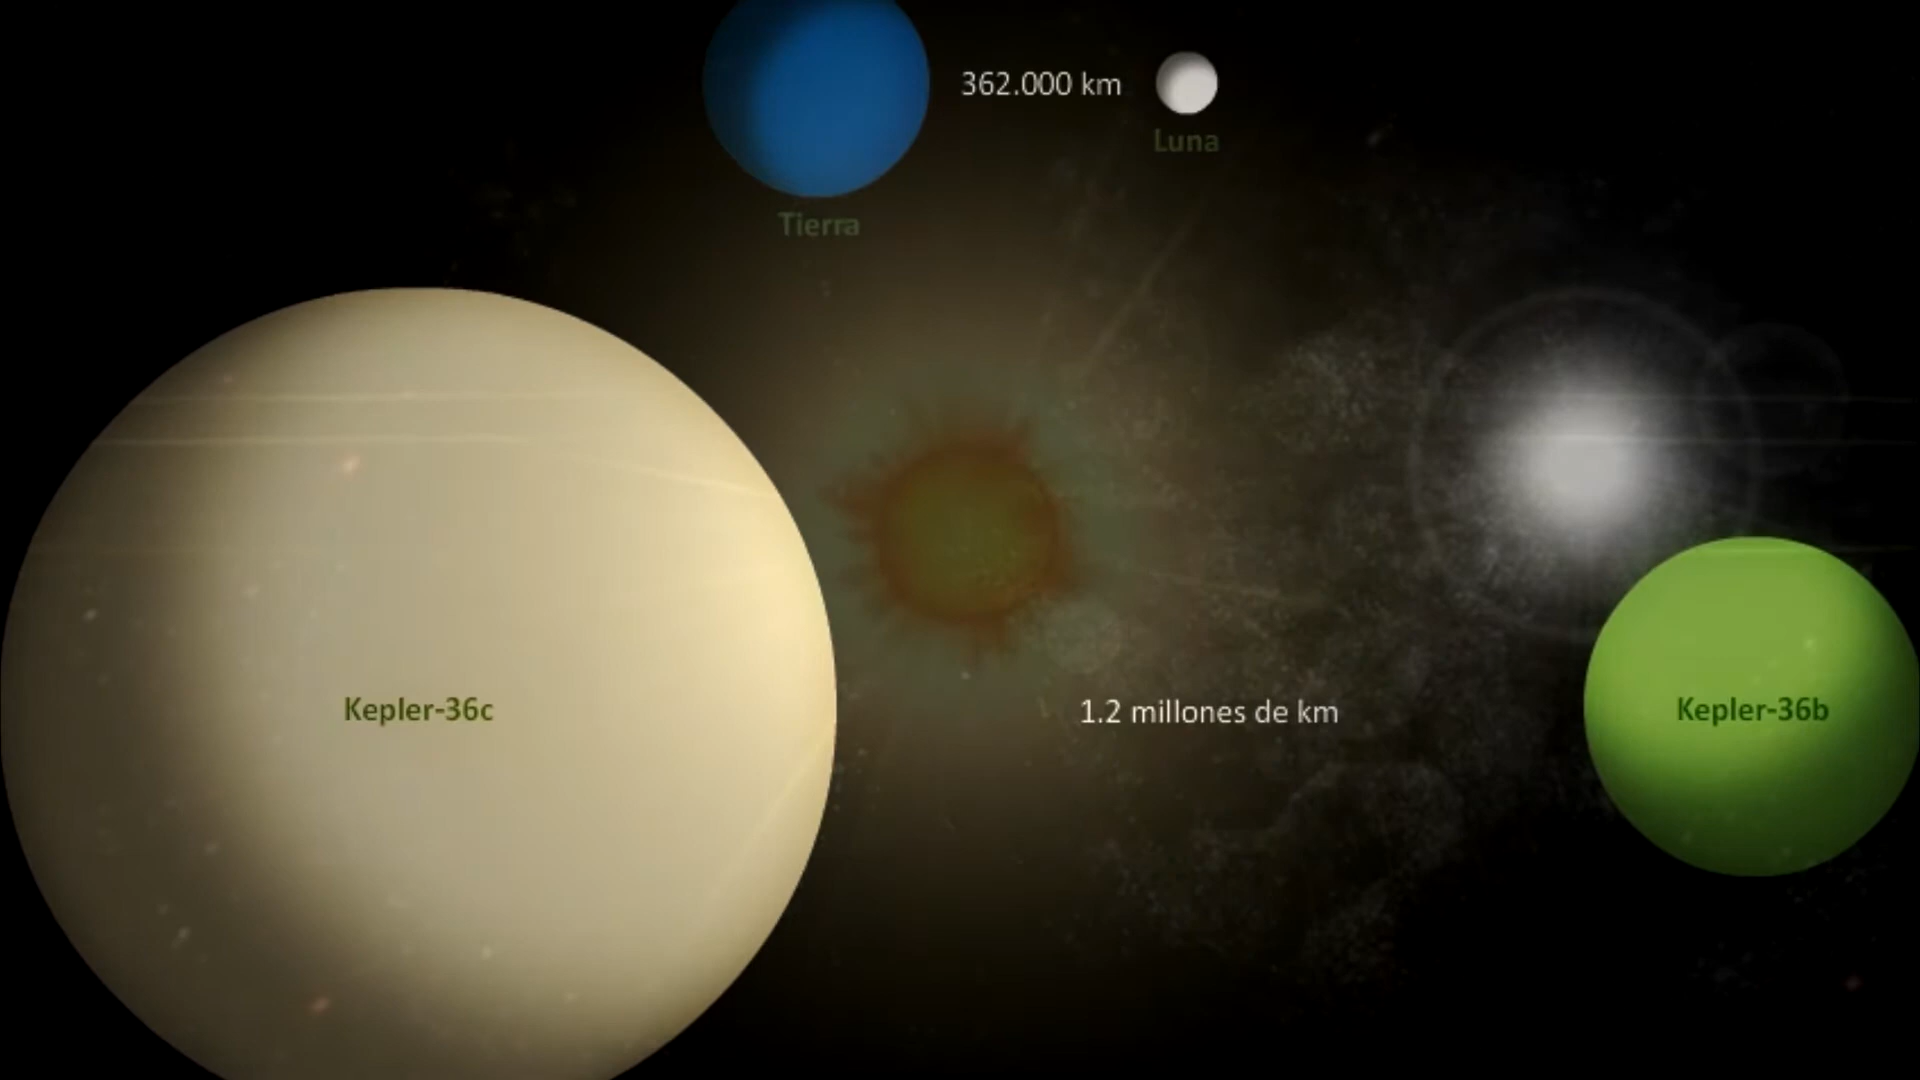 362.000 km
Luna
Tierra
Kepler-36c
1.2 millones de km
Kepler-36b